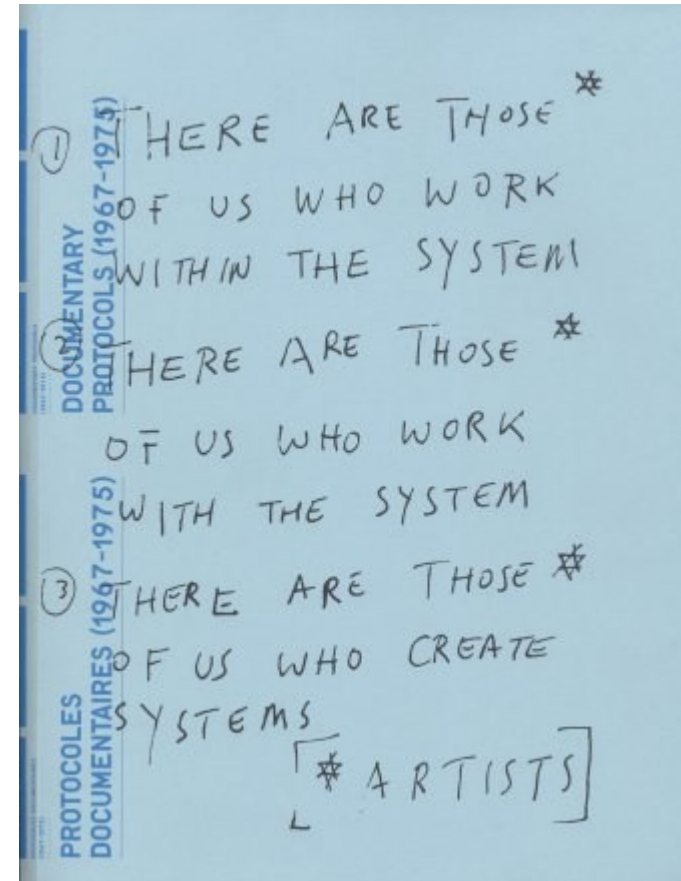 ① THERE ARE THOSE*
OF US WHO WORK
WITHIN THE SYSTEM
② THERE ARE THOSE*
OF US WHO WORK
WITH THE SYSTEM
③ THERE ARE THOSE*
OF US WHO CREATE
SYSTEMS
[* ARTISTS]
DOCUMENTARY
PROTOCOLS (1967-1975)
PROTOCOLES
DOCUMENTAIRES (1967-1975)